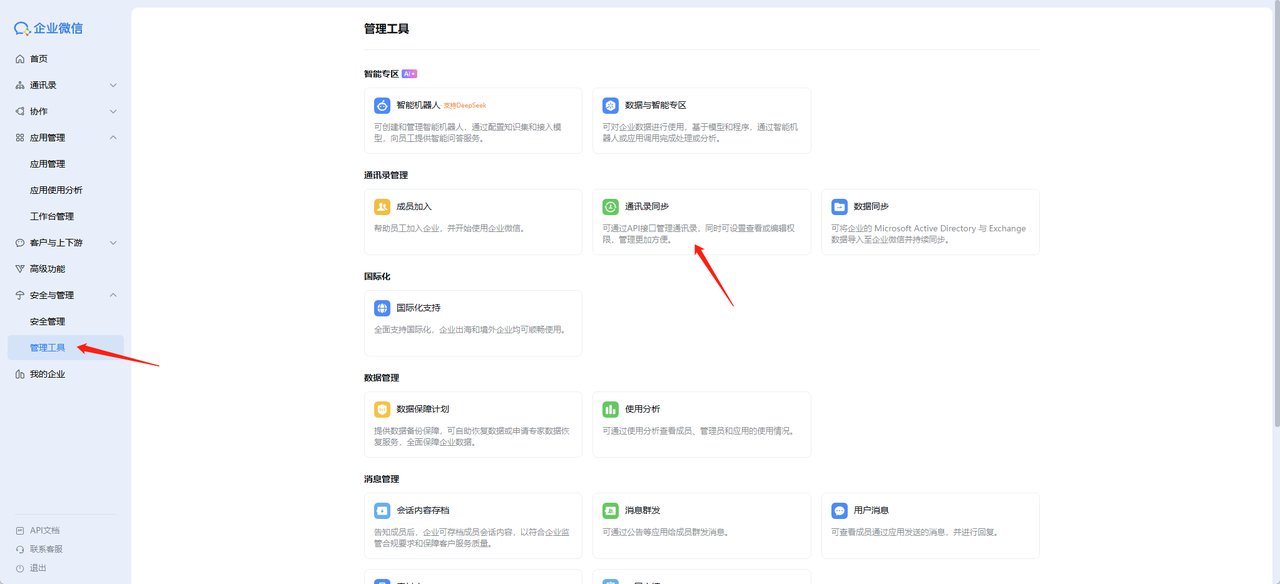 企业微信
首页
通讯录
协作
应用管理
应用管理
应用使用分析
工作台管理
客户与上下游
高级功能
安全与管理
安全管理
管理工具
我的企业
API文档
联系客服
退出
管理工具
智能专区 AI+
智能机器人 支持DeepSeek
可创建和管理智能机器人，通过配置知识集和接入模
型，向员工提供智能问答服务。
数据与智能专区
可对企业数据进行使用，基于模型和程序，通过智能机
器人或应用调用完成处理或分析。
通讯录管理
成员加入
帮助员工加入企业，并开始使用企业微信。
通讯录同步
可通过API接口管理通讯录，同时可设置查看或编辑权
限，管理更加方便。
数据同步
可将企业的 Microsoft Active Directory 与 Exchange
数据导入至企业微信并持续同步。
国际化
国际化支持
全面支持国际化，企业出海和境外企业均可顺畅使用。
数据管理
数据保障计划
提供数据备份保障，可自助恢复数据或申请专家数据恢
复服务，全面保障企业数据。
使用分析
可通过使用分析查看成员、管理员和应用的使用情况。
消息管理
会话内容存档
告知成员后，企业可存档成员会话内容，以符合企业监
管合规要求和保障客户服务质量。
消息群发
可通过公告等应用给成员群发消息。
用户消息
可查看成员通过应用发送的消息，并进行回复。